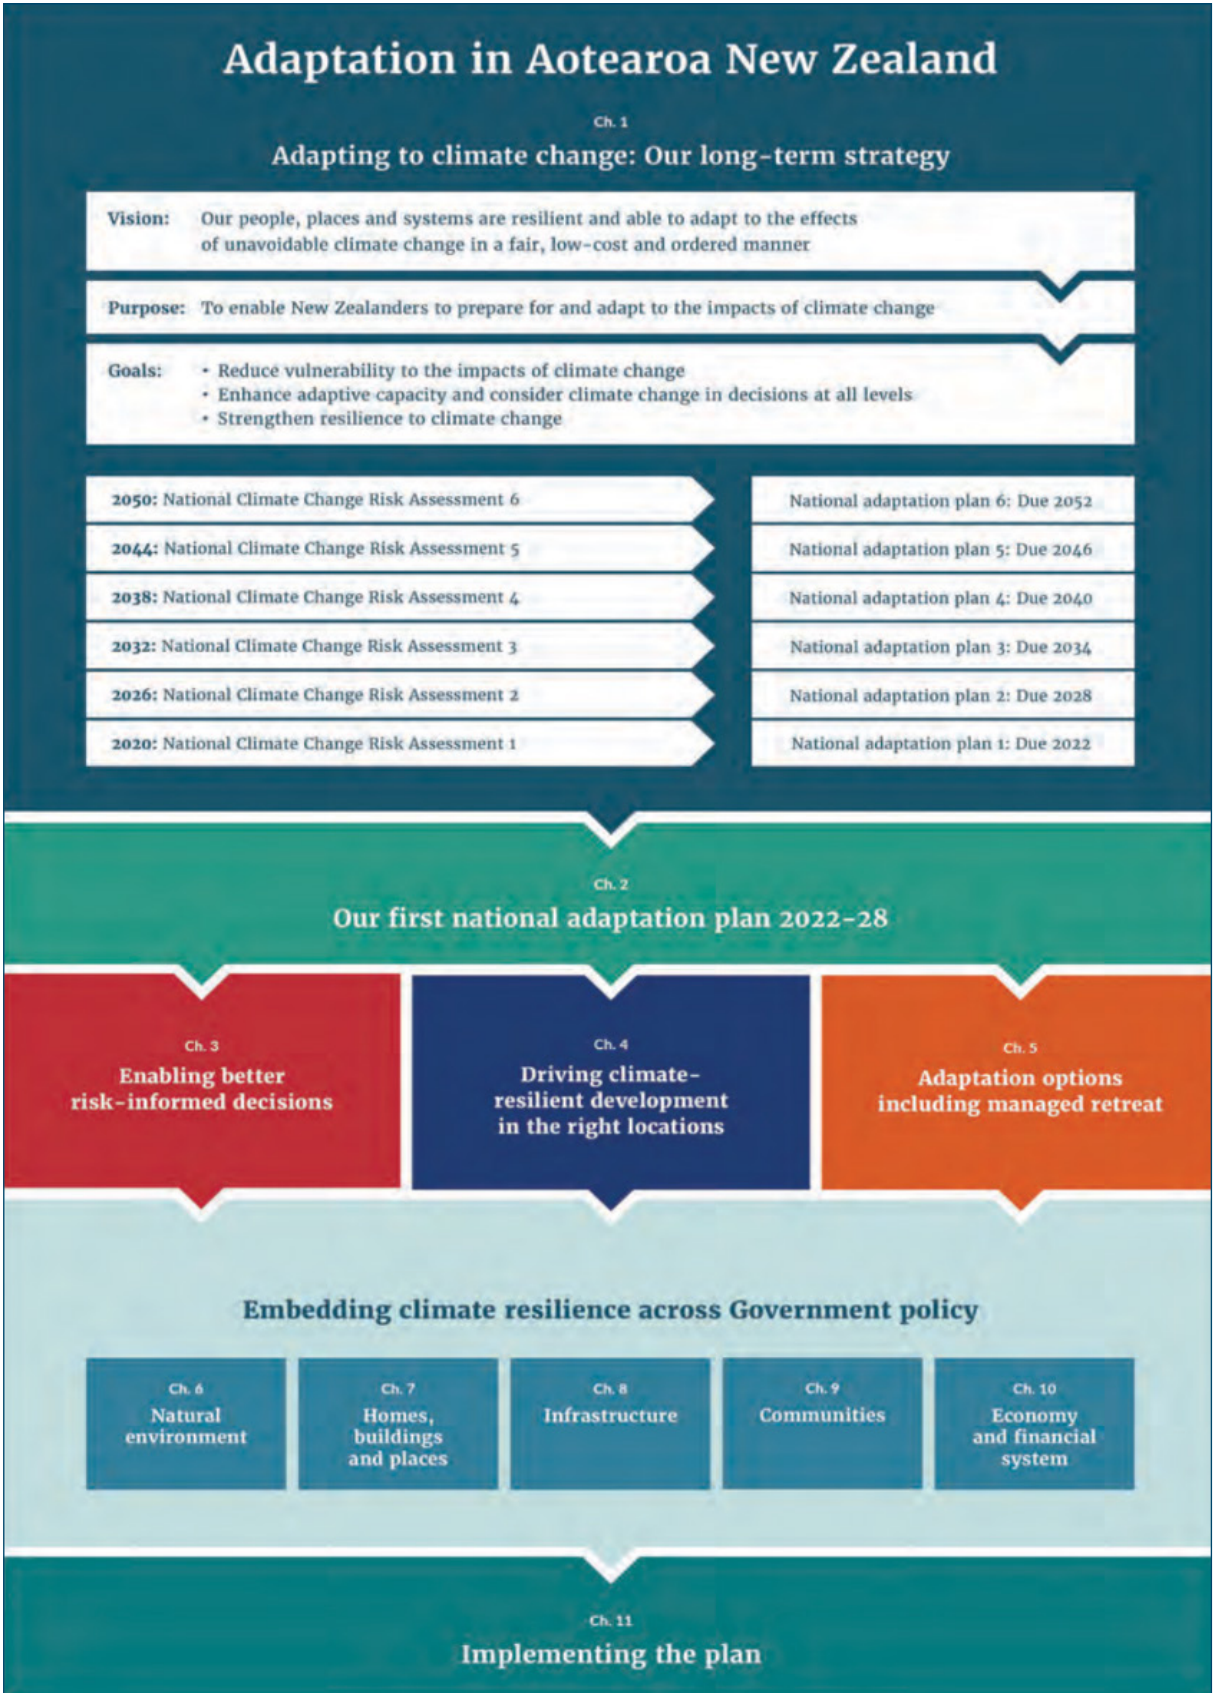 Adaptation in Aotearoa New Zealand
Ch. 1
Adapting to climate change: Our long-term strategy
Vision: Our people, places and systems are resilient and able to adapt to the effects
of unavoidable climate change in a fair, low-cost and ordered manner
Purpose: To enable New Zealanders to prepare for and adapt to the impacts of climate change
Goals: • Reduce vulnerability to the impacts of climate change
• Enhance adaptive capacity and consider climate change in decisions at all levels
• Strengthen resilience to climate change
2050: National Climate Change Risk Assessment 6
National adaptation plan 6: Due 2052
2044: National Climate Change Risk Assessment 5
National adaptation plan 5: Due 2046
2038: National Climate Change Risk Assessment 4
National adaptation plan 4: Due 2040
2032: National Climate Change Risk Assessment 3
National adaptation plan 3: Due 2034
2026: National Climate Change Risk Assessment 2
National adaptation plan 2: Due 2028
2020: National Climate Change Risk Assessment 1
National adaptation plan 1: Due 2022
Ch. 2
Our first national adaptation plan 2022-28
Ch. 3
Enabling better
risk-informed decisions
Ch. 4
Driving climate-
resilient development
in the right locations
Ch. 5
Adaptation options
including managed retreat
Embedding climate resilience across Government policy
Ch. 6
Natural
environment
Ch. 7
Homes,
buildings
and places
Ch. 8
Infrastructure
Ch. 9
Communities
Ch. 10
Economy
and financial
system
Ch. 11
Implementing the plan